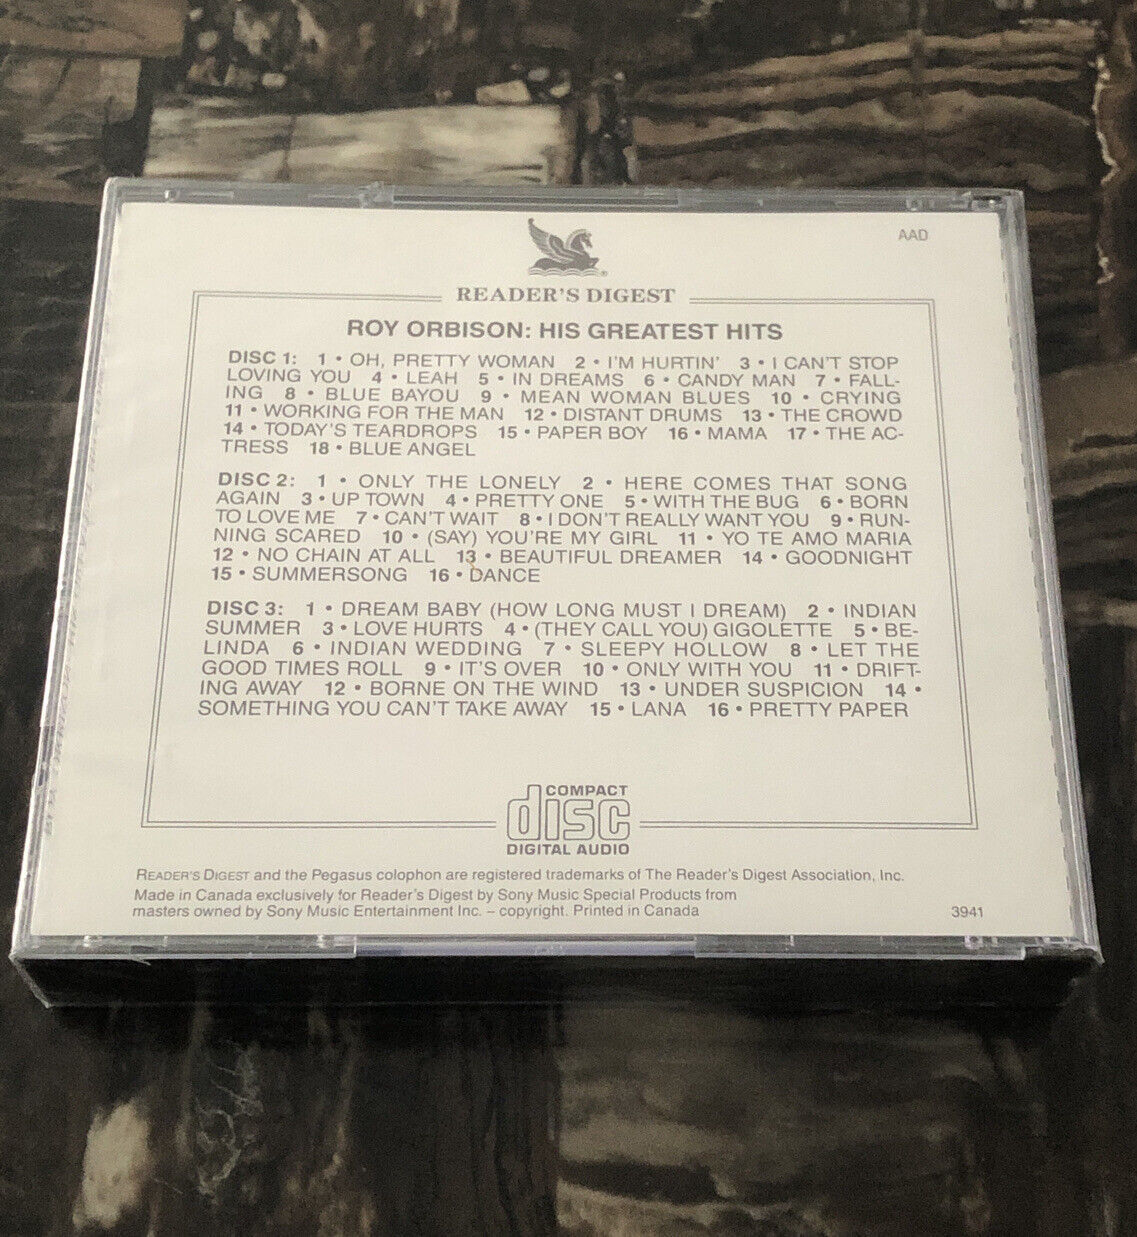 AAD
®
READER'S DIGEST
ROY ORBISON: HIS GREATEST HITS
DISC 1: 1 • OH, PRETTY WOMAN 2 • I'M HURTIN' 3 • I CAN'T STOP
LOVING YOU 4 • LEAH 5 • IN DREAMS 6 • CANDY MAN 7 • FALL-
ING 8 • BLUE BAYOU 9 • MEAN WOMAN BLUES 10 • CRYING
11 • WORKING FOR THE MAN 12 • DISTANT DRUMS 13 • THE CROWD
14 • TODAY'S TEARDROPS 15 • PAPER BOY 16 • MAMA 17 • THE AC-
TRESS 18 • BLUE ANGEL
DISC 2: 1 • ONLY THE LONELY 2 • HERE COMES THAT SONG
AGAIN 3 • UP TOWN 4 • PRETTY ONE 5 • WITH THE BUG 6 • BORN
TO LOVE ME 7 • CAN'T WAIT 8 • I DON'T REALLY WANT YOU 9 • RUN-
NING SCARED 10 • (SAY) YOU'RE MY GIRL 11 • YO TE AMO MARIA
12 • NO CHAIN AT ALL 13 • BEAUTIFUL DREAMER 14 • GOODNIGHT
15 • SUMMERSONG 16 • DANCE
DISC 3: 1 • DREAM BABY (HOW LONG MUST I DREAM) 2 • INDIAN
SUMMER 3 • LOVE HURTS 4 • (THEY CALL YOU) GIGOLETTE 5 • BE-
LINDA 6 • INDIAN WEDDING 7 • SLEEPY HOLLOW 8 • LET THE
GOOD TIMES ROLL 9 • IT'S OVER 10 • ONLY WITH YOU 11 • DRIFT-
ING AWAY 12 • BORNE ON THE WIND 13 • UNDER SUSPICION 14 •
SOMETHING YOU CAN'T TAKE AWAY 15 • LANA 16 • PRETTY PAPER
COMPACT
disc
DIGITAL AUDIO
READER'S DIGEST and the Pegasus colophon are registered trademarks of The Reader's Digest Association, Inc.
Made in Canada exclusively for Reader's Digest by Sony Music Special Products from
masters owned by Sony Music Entertainment Inc. – copyright. Printed in Canada
3941